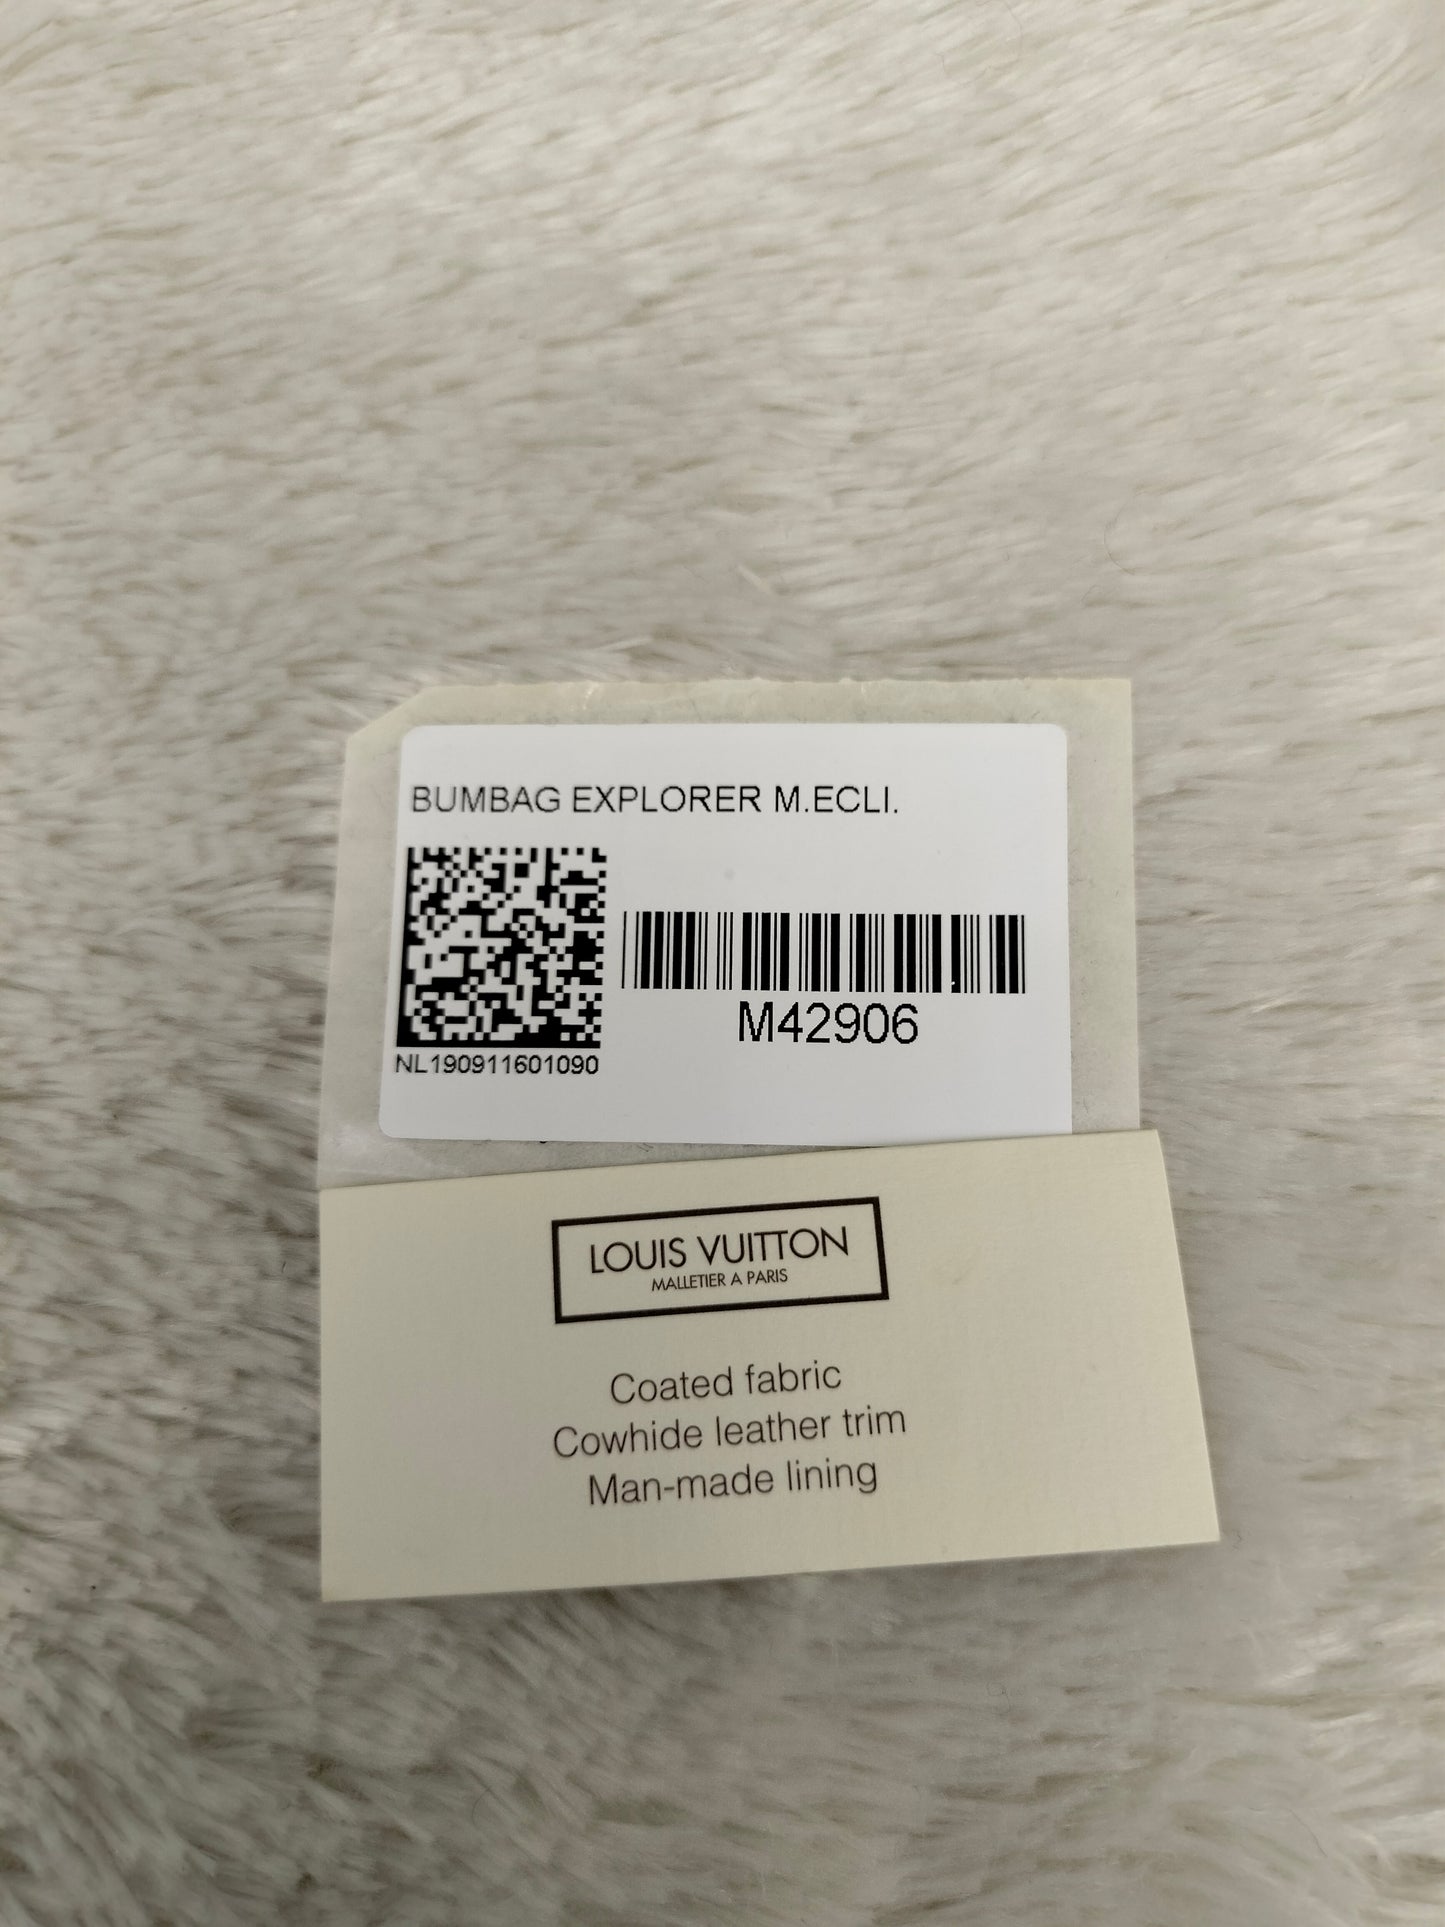 BUMBAG EXPLORER M.ECLI.
NL190911601090
M42906
LOUIS VUITTON
MALLETIER A PARIS
Coated fabric
Cowhide leather trim
Man-made lining